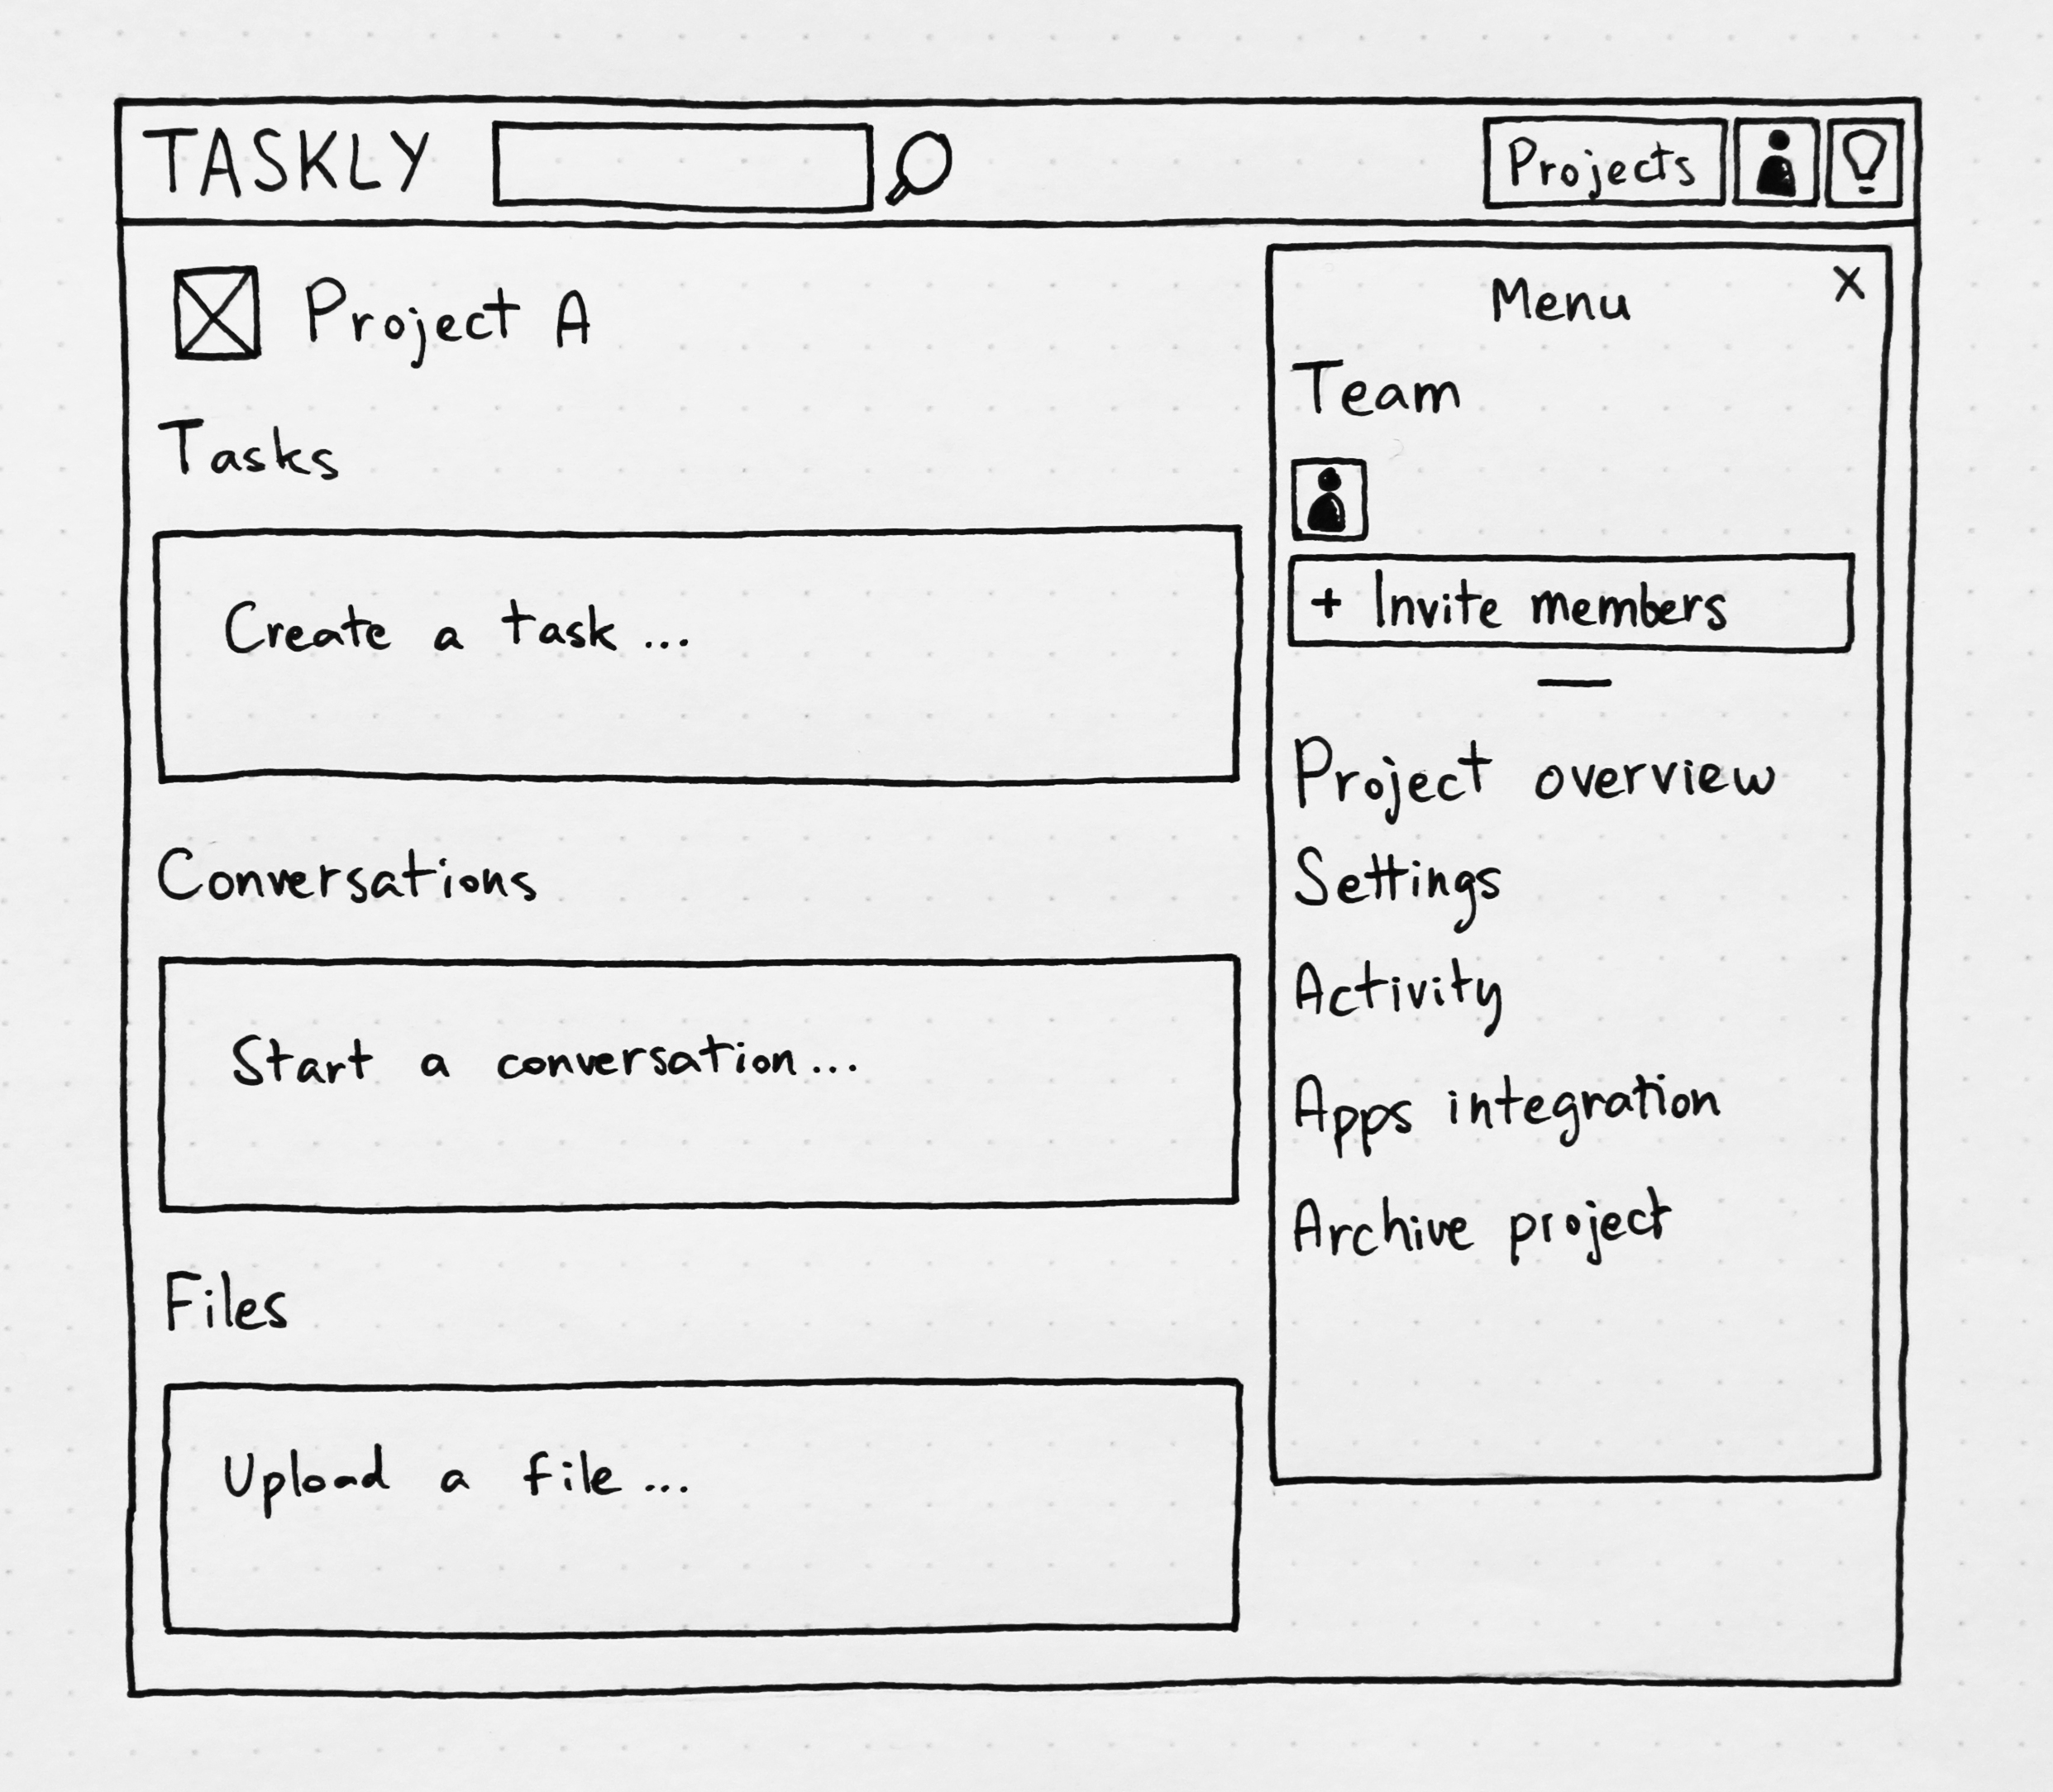 TASKLY
Projects
Project A
Tasks
Create a task ...
Conversations
Start a conversation...
Files
Upload a file ...
Menu
X
Team
+ Invite members
Project overview
Settings
Activity
Apps integration
Archive project